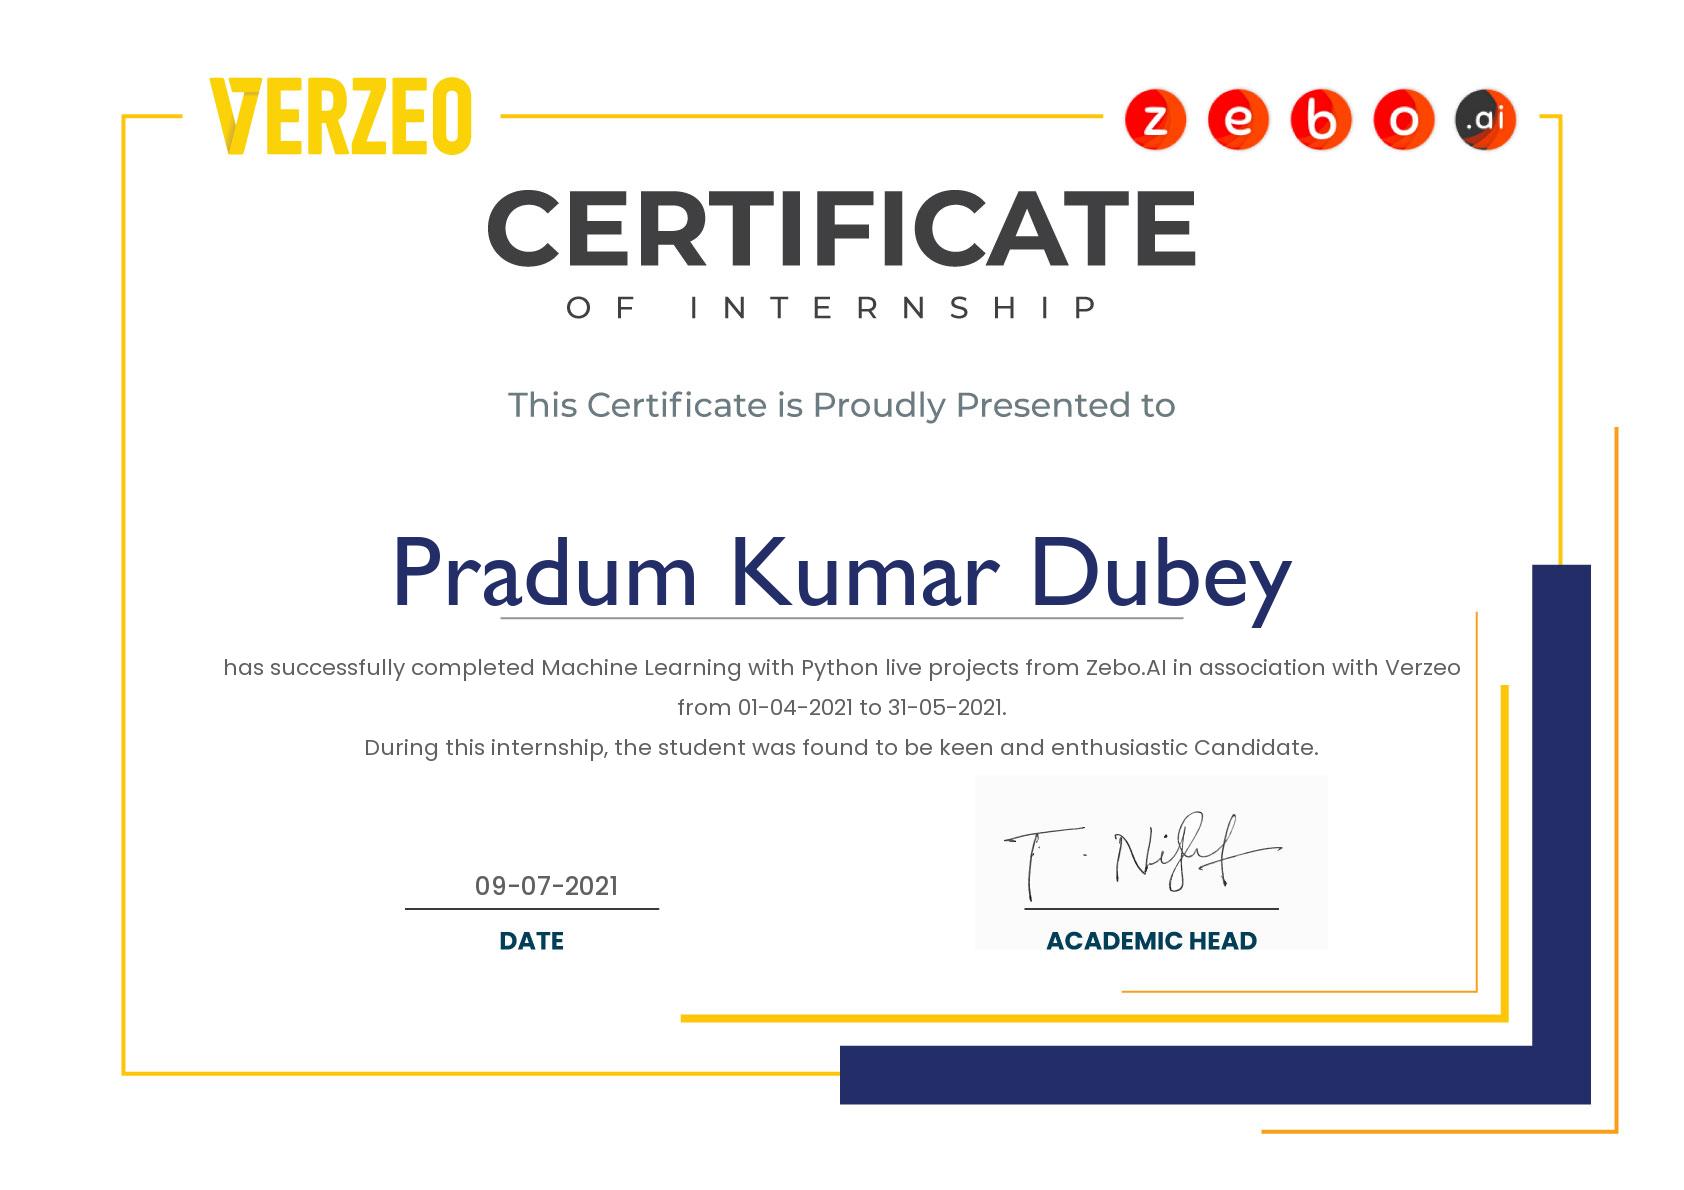 VERZEO
zebo.ai
CERTIFICATE
OF INTERNSHIP
This Certificate is Proudly Presented to
Pradum Kumar Dubey
has successfully completed Machine Learning with Python live projects from Zebo.AI in association with Verzeo
from 01-04-2021 to 31-05-2021.
During this internship, the student was found to be keen and enthusiastic Candidate.
09-07-2021
DATE
ACADEMIC HEAD